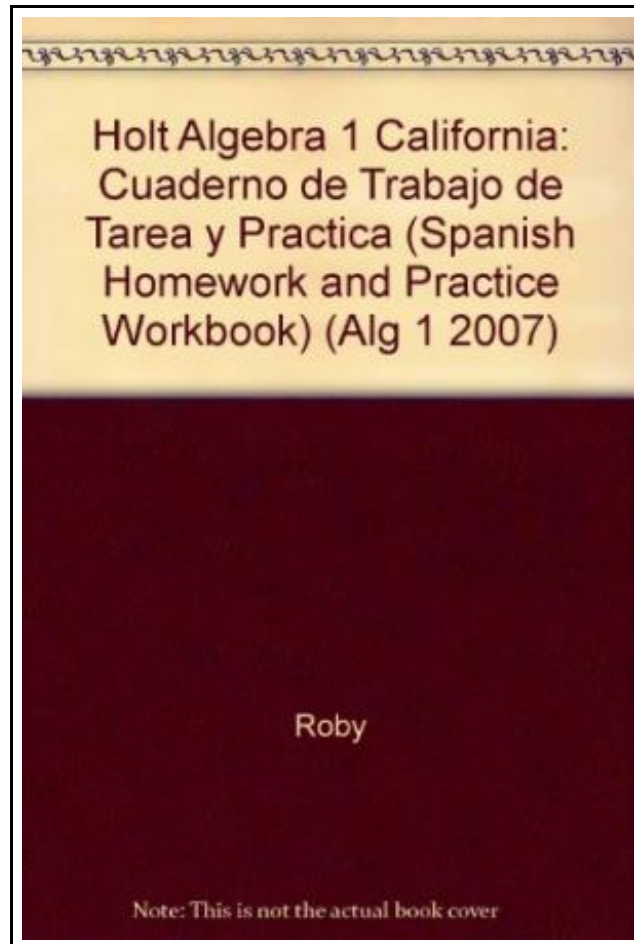 Holt Algebra 1 California:
Cuaderno de Trabajo de
Tarea y Practica (Spanish
Homework and Practice
Workbook) (Alg 1 2007)
Roby
Note: This is not the actual book cover